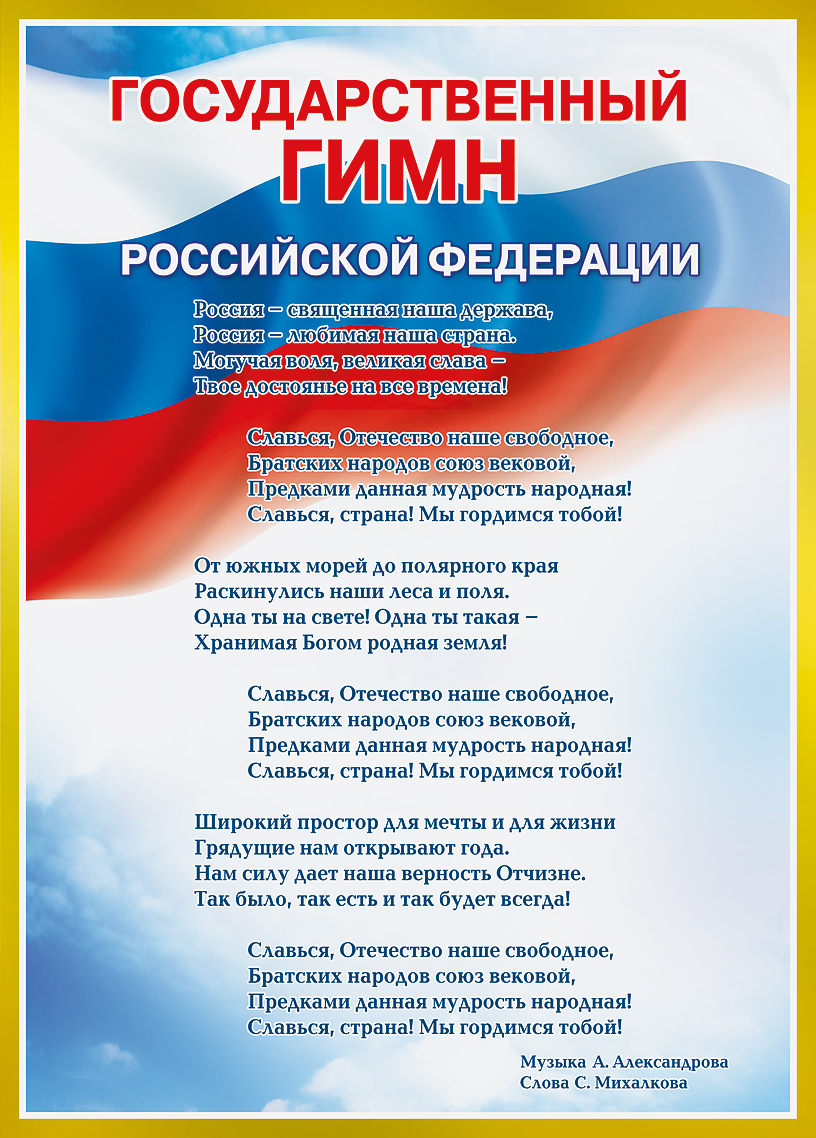 ГОСУДАРСТВЕННЫЙ
ГИМН
РОССИЙСКОЙ ФЕДЕРАЦИИ
Россия – священная наша держава,
Россия – любимая наша страна.
Могучая воля, великая слава –
Твое достоянье на все времена!
Славься, Отечество наше свободное,
Братских народов союз вековой,
Предками данная мудрость народная!
Славься, страна! Мы гордимся тобой!
От южных морей до полярного края
Раскинулись наши леса и поля.
Одна ты на свете! Одна ты такая –
Хранимая Богом родная земля!
Славься, Отечество наше свободное,
Братских народов союз вековой,
Предками данная мудрость народная!
Славься, страна! Мы гордимся тобой!
Широкий простор для мечты и для жизни
Грядущие нам открывают года.
Нам силу дает наша верность Отчизне.
Так было, так есть и так будет всегда!
Славься, Отечество наше свободное,
Братских народов союз вековой,
Предками данная мудрость народная!
Славься, страна! Мы гордимся тобой!
Музыка А. Александрова
Слова С. Михалкова